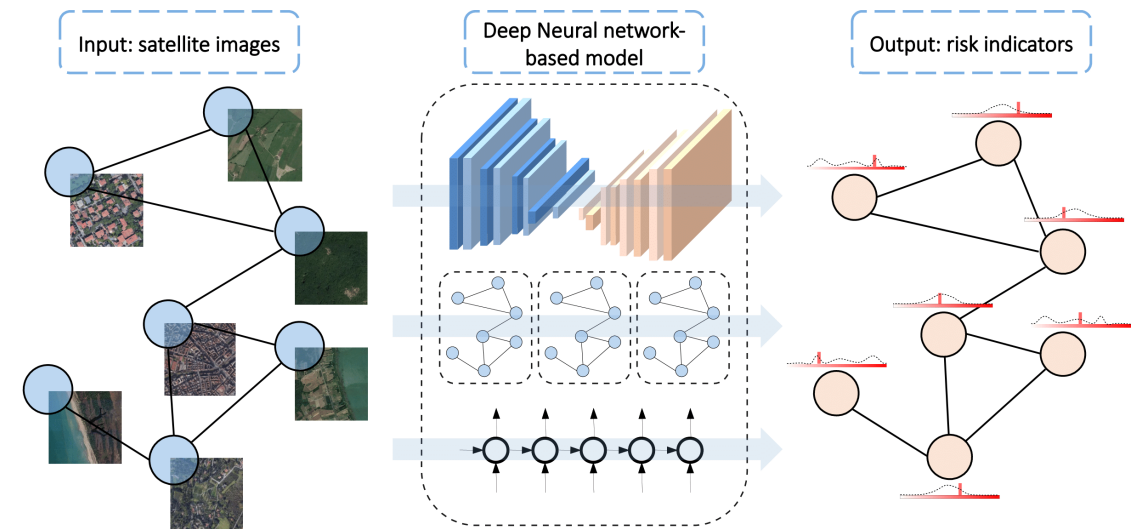 Input: satellite images
Deep Neural network-
based model
Output: risk indicators